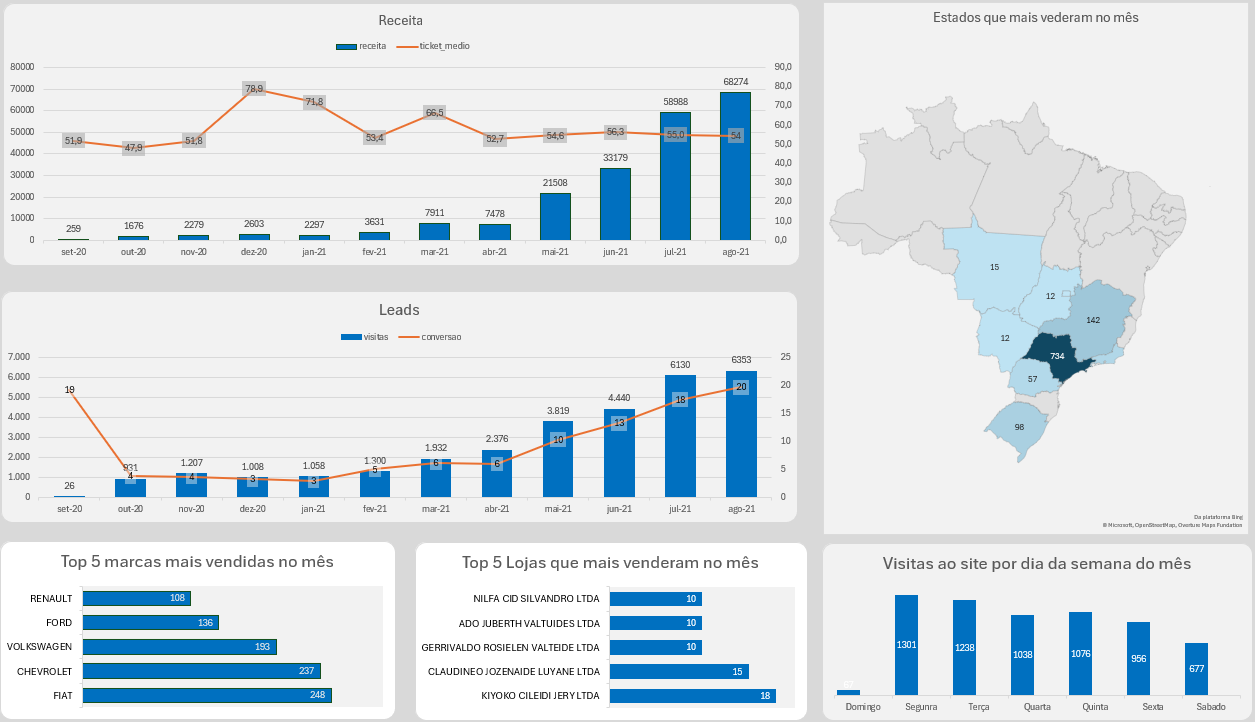 Receita
receita ticket_medio
80000 90,0
70000 80,0
60000 70,0
50000 60,0
40000 50,0
30000 40,0
20000 30,0
10000 20,0
0 10,0
0,0
51,9 47,9 51,8 78,9 71,8 53,4 66,5 52,7 54,6 56,3 55,0 54
259 1676 2279 2603 2297 3631 7911 7478 21508 33179 58988 68274
set-20 out-20 nov-20 dez-20 jan-21 fev-21 mar-21 abr-21 mai-21 jun-21 jul-21 ago-21
Estados que mais vederam no mês
15
12
142
12
734
57
98
Da plataforma Bing
© Microsoft, OpenStreetMap, Overture Maps Fundation
Leads
visitas conversao
7.000 25
6.000 20
5.000 15
4.000 10
3.000 5
2.000 0
1.000
0
19 4 4 3 3 5 6 6 10 13 18 20
26 931 1.207 1.008 1.058 1.300 1.932 2.376 3.819 4.440 6130 6353
set-20 out-20 nov-20 dez-20 jan-21 fev-21 mar-21 abr-21 mai-21 jun-21 jul-21 ago-21
Top 5 marcas mais vendidas no mês
RENAULT 108
FORD 136
VOLKSWAGEN 193
CHEVROLET 237
FIAT 248
Top 5 Lojas que mais venderam no mês
NILFA CID SILVANDRO LTDA 10
ADO JUBERTH VALTUIDES LTDA 10
GERRIVALDO ROSIELEN VALTEIDE LTDA 10
CLAUDINEO JOZENAIDE LUYANE LTDA 15
KIYOKO CILEIDI JERY LTDA 18
Visitas ao site por dia da semana do mês
1301 1238 1038 1076 956 677
Domingo Segunra Terça Quarta Quinta Sexta Sabado